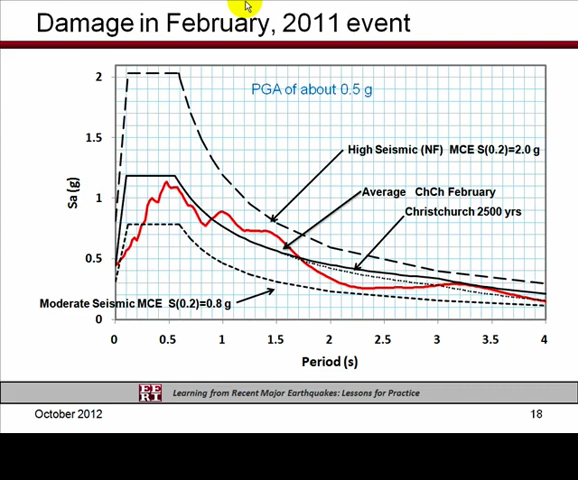 Damage in February, 2011 event
PGA of about 0.5 g
2
1.5
1
0.5
0
Sa (g)
High Seismic (NF) MCE S(0.2)=2.0 g
Average ChCh February
Christchurch 2500 yrs
Moderate Seismic MCE S(0.2)=0.8 g
0 0.5 1 1.5 2 2.5 3 3.5 4
Period (s)
EE
RI
Learning from Recent Major Earthquakes: Lessons for Practice
October 2012
18